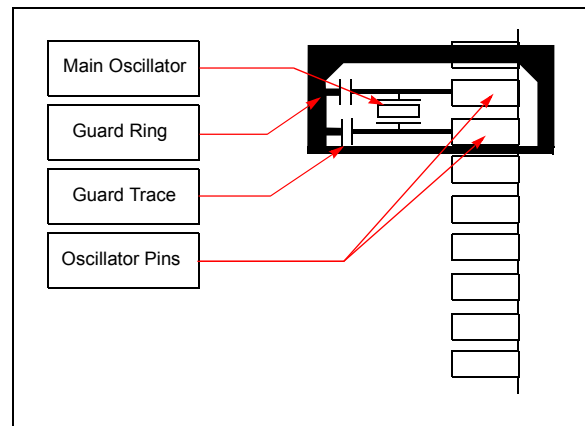 Main Oscillator
Guard Ring
Guard Trace
Oscillator Pins